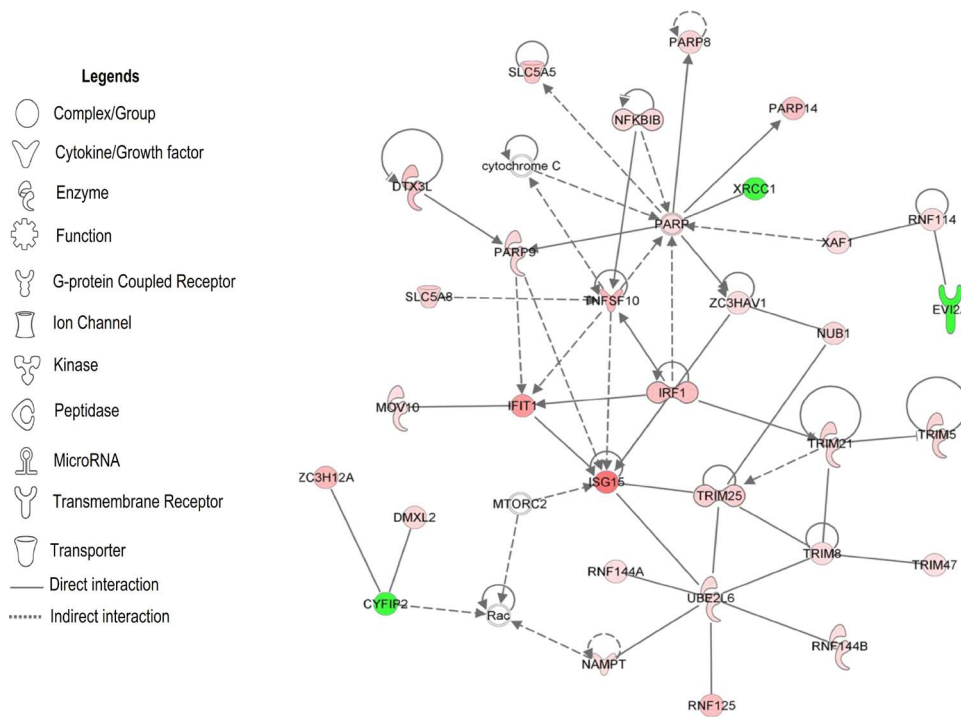 Legends
Complex/Group
Cytokine/Growth factor
Enzyme
Function
G-protein Coupled Receptor
Ion Channel
Kinase
Peptidase
MicroRNA
Transmembrane Receptor
Transporter
Direct interaction
Indirect interaction
PARP8
SLC5A5
PARP14
NFKBIB
cytochrome C
DTX3L
XRCC1
RNF114
PARP
XAF1
PARP9
SLC5A8
TNFSF10
ZC3HAV1
EVI2
NUB1
IRF1
MOV10
IFIT1
TRIM21
TRIM5
ZC3H12A
ISG15
TRIM25
MTORC2
DMXL2
TRIM8
TRIM47
RNF144A
CYFIP2
UBE2L6
Rac
RNF144B
NAMPT
RNF125